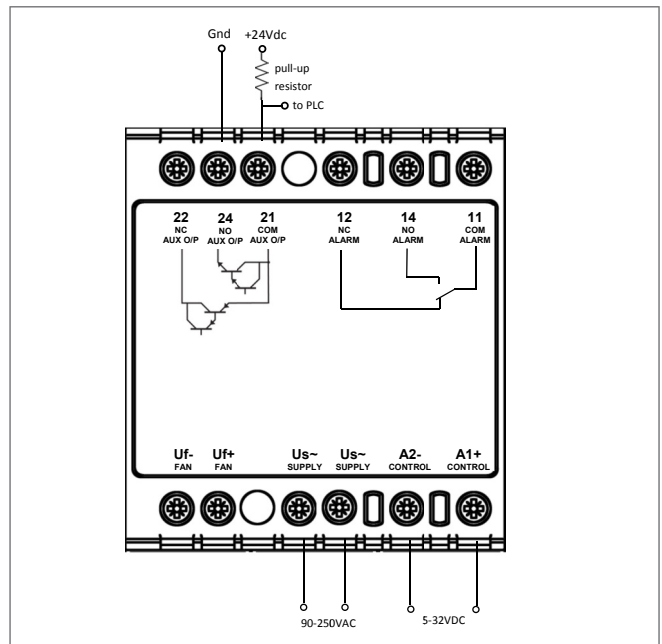 Gnd +24Vdc
pull-up
resistor
to PLC
22 24 21 12 14 11
NC NO COM NC NO COM
AUX O/P AUX O/P AUX O/P ALARM ALARM ALARM
Uf- Uf+ Us~ Us~ A2- A1+
FAN FAN SUPPLY SUPPLY CONTROL CONTROL
90-250VAC 5-32VDC